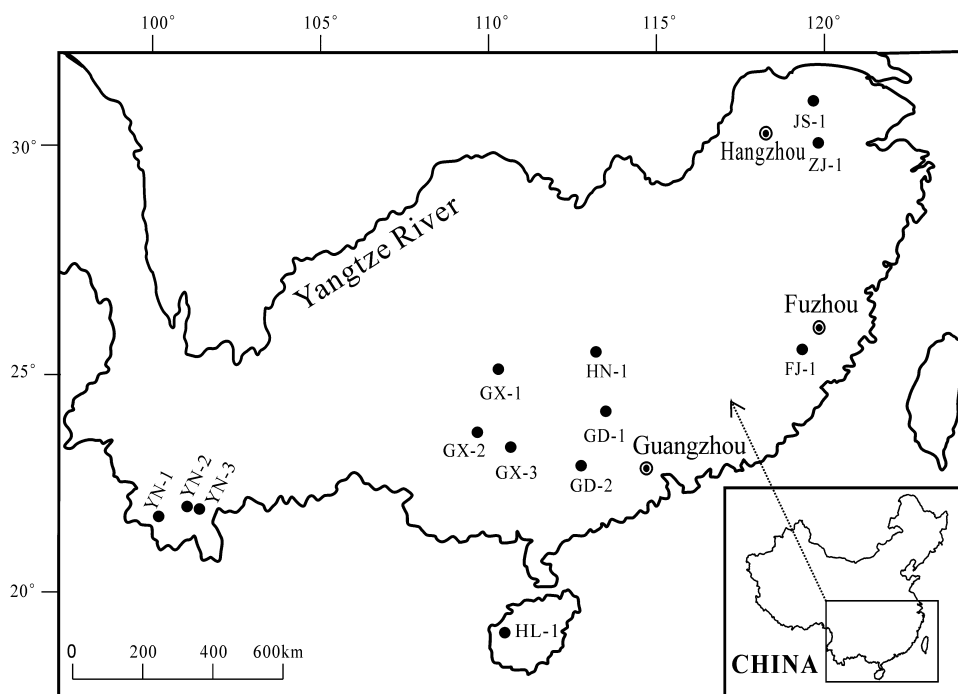 100° 105° 110° 115° 120°
JS-1
30°
Hangzhou
ZJ-1
Yangtze River
Fuzhou
25°
GX-1
HN-1
FJ-1
GX-2
GX-3
GD-1
Guangzhou
GD-2
YN-1
YN-2
YN-3
20°
HL-1
0 200 400 600km
CHINA